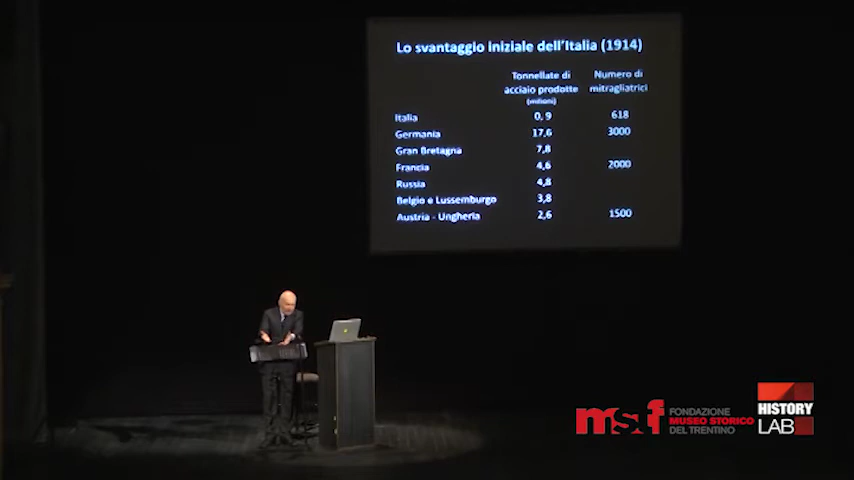 Lo svantaggio iniziale dell'Italia (1914)
Tonnellate di acciaio prodotte (milioni) Numero di mitragliatrici
Italia 0, 9 618
Germania 17,6 3000
Gran Bretagna 7,8
Francia 4,6 2000
Russia 4,8
Belgio e Lussemburgo 3,8
Austria - Ungheria 2,6 1500
mstf
FONDAZIONE
MUSEO STORICO
DEL TRENTINO
HISTORY
LAB